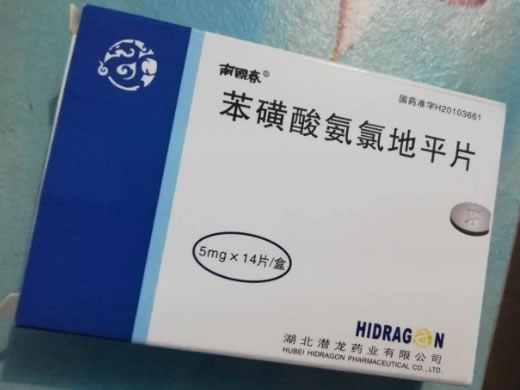 南國春®
国药准字H20103661
苯磺酸氨氯地平片
5mg×14片/盒
HIDRAGON
湖北潜龙药业有限公司
HUBEI HIDRAGON PHARMACEUTICAL CO.,LTD.